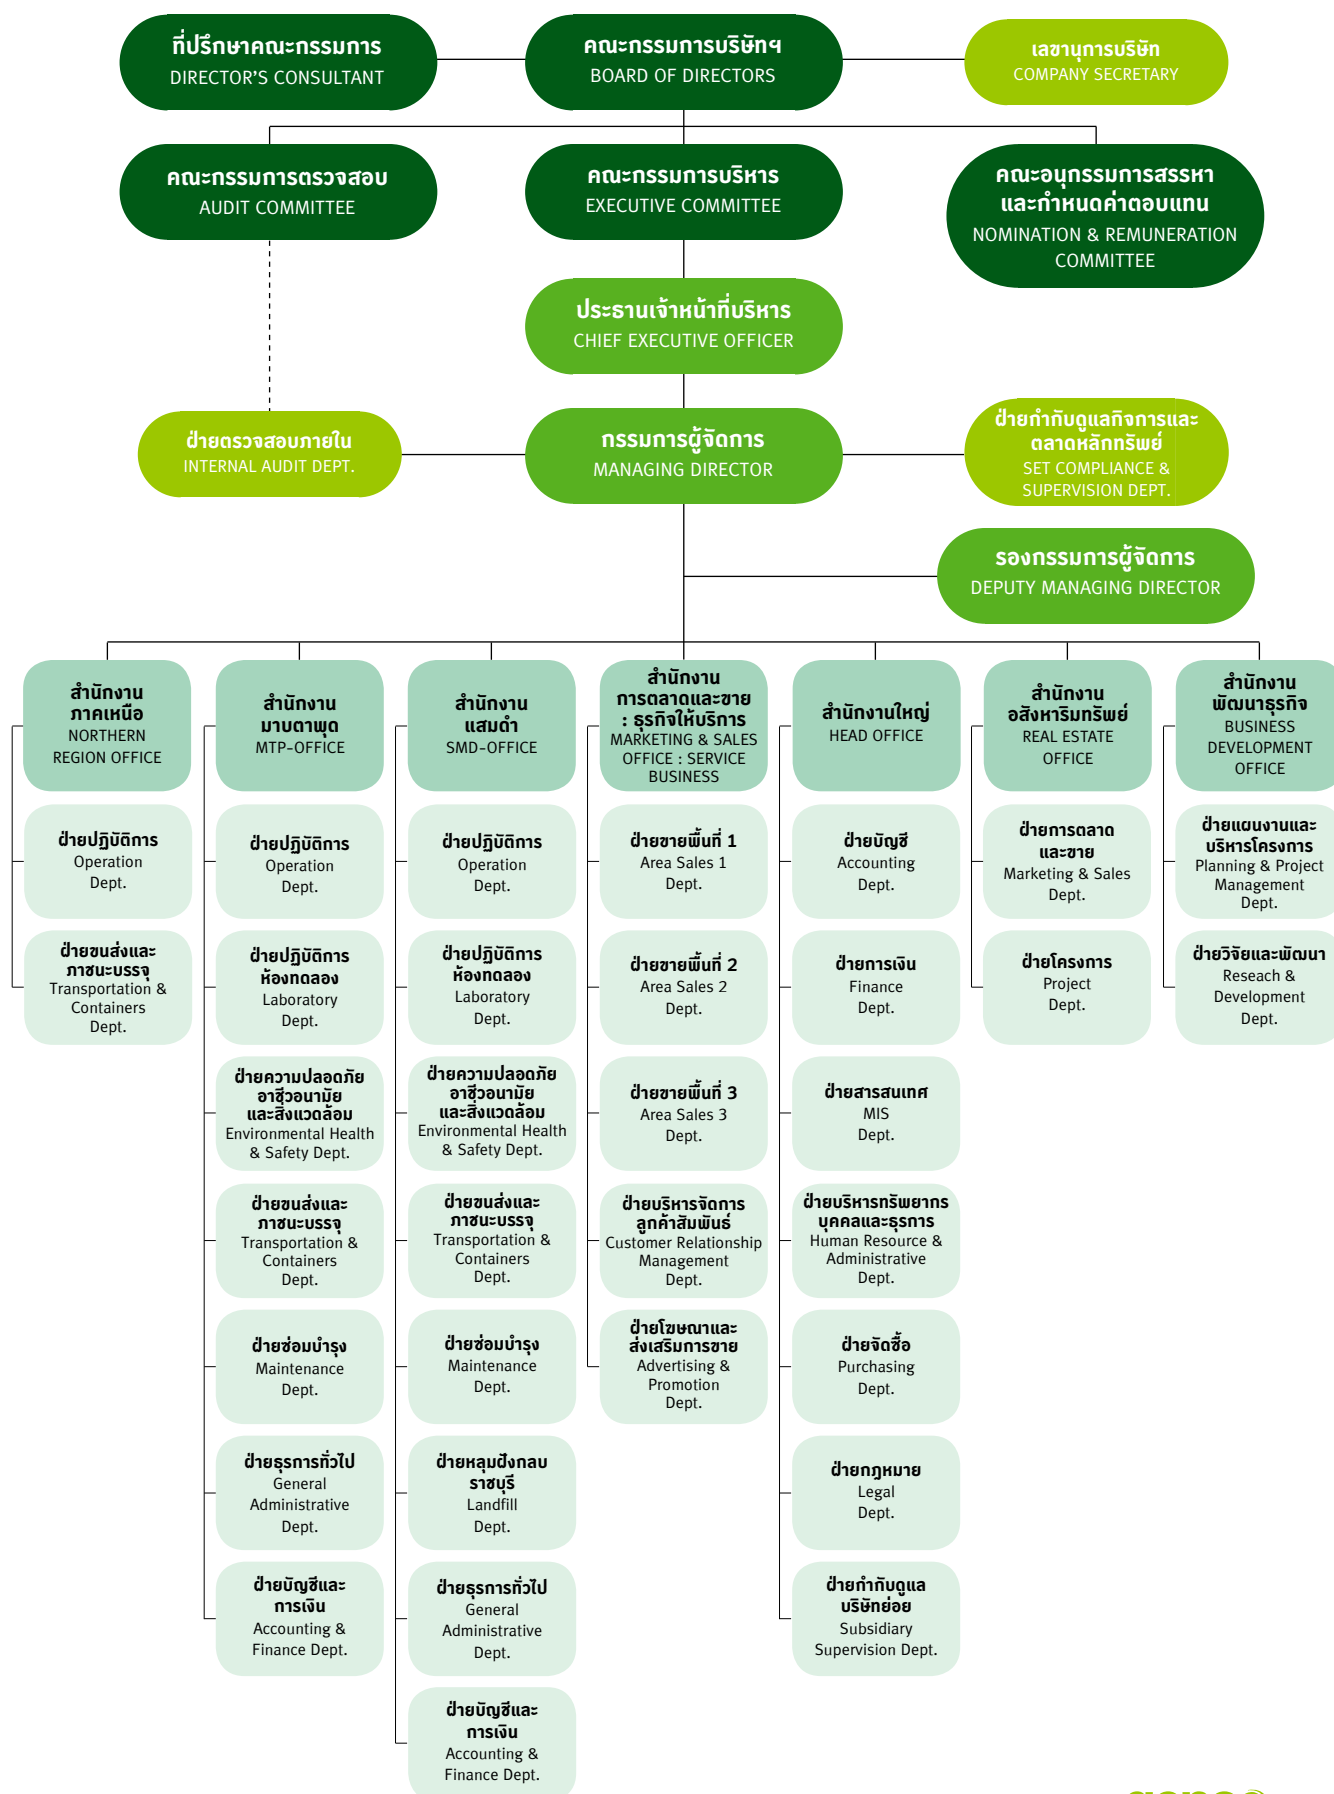 ที่ปรึกษาคณะกรรมการ
DIRECTOR'S CONSULTANT
คณะกรรมการบริษัทฯ
BOARD OF DIRECTORS
เลขานุการบริษัท
COMPANY SECRETARY
คณะกรรมการตรวจสอบ
AUDIT COMMITTEE
คณะกรรมการบริหาร
EXECUTIVE COMMITTEE
คณะอนุกรรมการสรรหา
และกำหนดค่าตอบแทน
NOMINATION & REMUNERATION
COMMITTEE
ประธานเจ้าหน้าที่บริหาร
CHIEF EXECUTIVE OFFICER
ฝ่ายตรวจสอบภายใน
INTERNAL AUDIT DEPT.
กรรมการผู้จัดการ
MANAGING DIRECTOR
ฝ่ายกำกับดูแลกิจการและ
ตลาดหลักทรัพย์
SET COMPLIANCE &
SUPERVISION DEPT.
รองกรรมการผู้จัดการ
DEPUTY MANAGING DIRECTOR
สำนักงาน
ภาคเหนือ
NORTHERN
REGION OFFICE
ฝ่ายปฏิบัติการ
Operation
Dept.
ฝ่ายขนส่งและ
ภาชนะบรรจุ
Transportation &
Containers
Dept.
สำนักงาน
มาบตาพุด
MTP-OFFICE
ฝ่ายปฏิบัติการ
Operation
Dept.
ฝ่ายปฏิบัติการ
ห้องทดลอง
Laboratory
Dept.
ฝ่ายความปลอดภัย
อาชีวอนามัย
และสิ่งแวดล้อม
Environmental Health
& Safety Dept.
ฝ่ายขนส่งและ
ภาชนะบรรจุ
Transportation &
Containers
Dept.
ฝ่ายซ่อมบำรุง
Maintenance
Dept.
ฝ่ายธุรการทั่วไป
General
Administrative
Dept.
ฝ่ายบัญชีและ
การเงิน
Accounting &
Finance Dept.
สำนักงาน
แสมดำ
SMD-OFFICE
ฝ่ายปฏิบัติการ
Operation
Dept.
ฝ่ายปฏิบัติการ
ห้องทดลอง
Laboratory
Dept.
ฝ่ายความปลอดภัย
อาชีวอนามัย
และสิ่งแวดล้อม
Environmental Health
& Safety Dept.
ฝ่ายขนส่งและ
ภาชนะบรรจุ
Transportation &
Containers
Dept.
ฝ่ายซ่อมบำรุง
Maintenance
Dept.
ฝ่ายหลุมฝังกลบ
ราชบุรี
Landfill
Dept.
ฝ่ายธุรการทั่วไป
General
Administrative
Dept.
ฝ่ายบัญชีและ
การเงิน
Accounting &
Finance Dept.
สำนักงาน
การตลาดและขาย
: ธุรกิจให้บริการ
MARKETING & SALES
OFFICE : SERVICE
BUSINESS
ฝ่ายขายพื้นที่ 1
Area Sales 1
Dept.
ฝ่ายขายพื้นที่ 2
Area Sales 2
Dept.
ฝ่ายขายพื้นที่ 3
Area Sales 3
Dept.
ฝ่ายบริหารจัดการ
ลูกค้าสัมพันธ์
Customer Relationship
Management
Dept.
ฝ่ายโฆษณาและ
ส่งเสริมการขาย
Advertising &
Promotion
Dept.
สำนักงานใหญ่
HEAD OFFICE
ฝ่ายบัญชี
Accounting
Dept.
ฝ่ายการเงิน
Finance
Dept.
ฝ่ายสารสนเทศ
MIS
Dept.
ฝ่ายบริหารทรัพยากร
บุคคลและธุรการ
Human Resource &
Administrative
Dept.
ฝ่ายจัดซื้อ
Purchasing
Dept.
ฝ่ายกฎหมาย
Legal
Dept.
ฝ่ายกำกับดูแล
บริษัทย่อย
Subsidiary
Supervision Dept.
สำนักงาน
อสังหาริมทรัพย์
REAL ESTATE
OFFICE
ฝ่ายการตลาด
และขาย
Marketing & Sales
Dept.
ฝ่ายโครงการ
Project
Dept.
สำนักงาน
พัฒนาธุรกิจ
BUSINESS
DEVELOPMENT
OFFICE
ฝ่ายแผนงานและ
บริหารโครงการ
Planning & Project
Management
Dept.
ฝ่ายวิจัยและพัฒนา
Reseach &
Development
Dept.